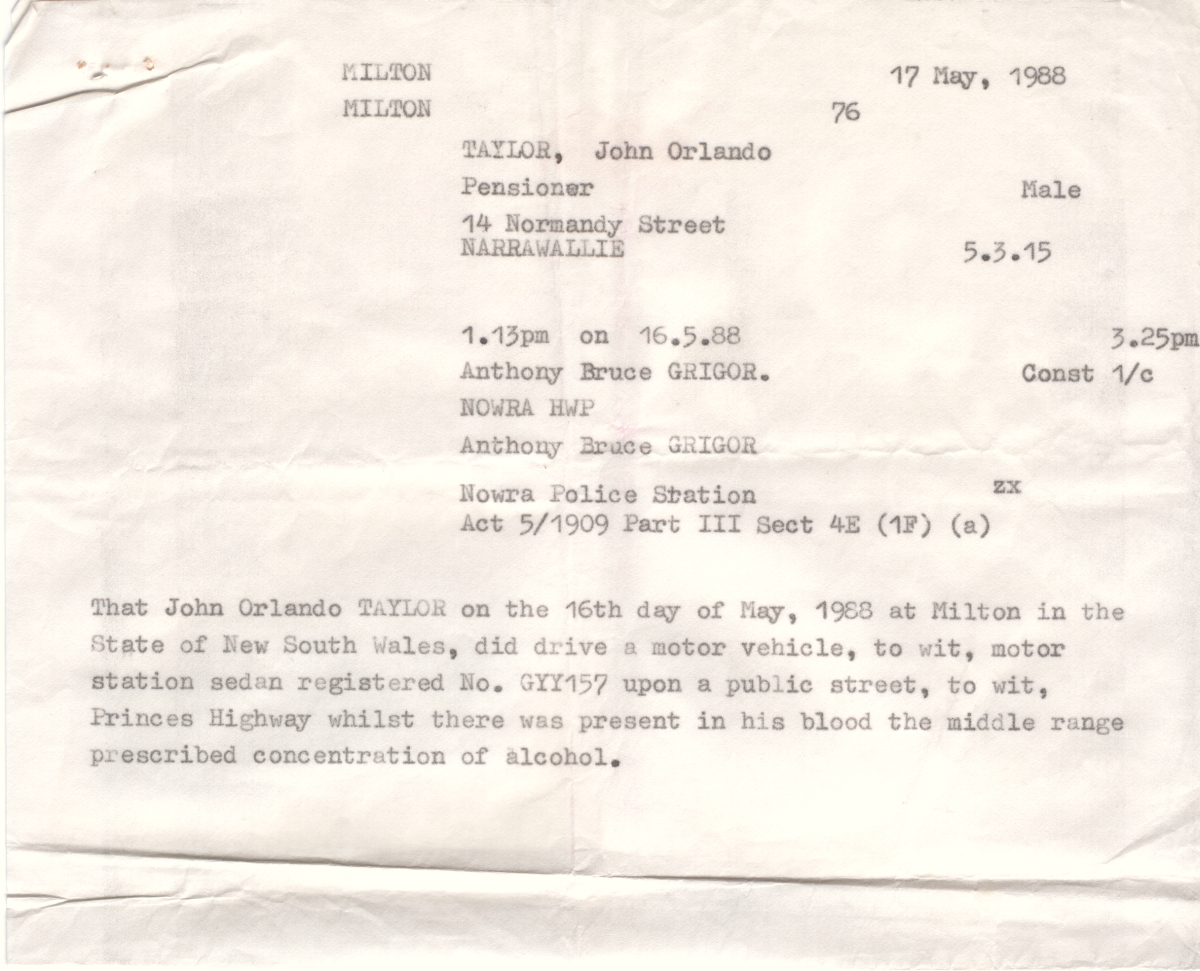 MILTON 17 May, 1988
MILTON 76
TAYLOR, John Orlando
Pensioner Male
14 Normandy Street
NARRAWALLIE 5.3.15
1.13pm on 16.5.88 3.25pm
Anthony Bruce GRIGOR. Const 1/c
NOWRA HWP
Anthony Bruce GRIGOR
Nowra Police Station zx
Act 5/1909 Part III Sect 4E (1F) (a)
That John Orlando TAYLOR on the 16th day of May, 1988 at Milton in the
State of New South Wales, did drive a motor vehicle, to wit, motor
station sedan registered No. GYY157 upon a public street, to wit,
Princes Highway whilst there was present in his blood the middle range
prescribed concentration of alcohol.